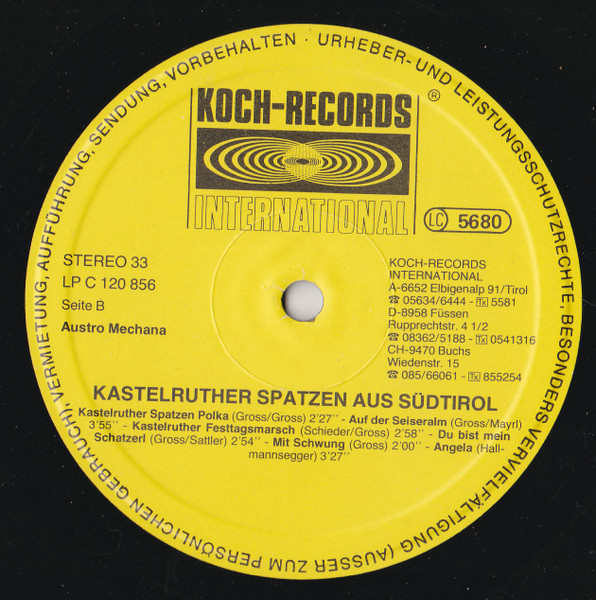 URHEBER- UND LEISTUNGSSCHUTZRECHTE, BESONDERS VERVIELFÄLTIGUNG (AUSSER ZUM PERSÖNLICHEN GEBRAUCH), VERMIETUNG, AUFFÜHRUNG, SENDUNG, VORBEHALTEN ·
KOCH-RECORDS
®
INTERNATIONAL
LC 5680
STEREO 33
LP C 120 856
Seite B
Austro Mechana
KOCH-RECORDS
INTERNATIONAL
A-6652 Elbigenalp 91/Tirol
☎ 05634/6444 - Tx 5581
D-8958 Füssen
Rupprechtstr. 4 1/2
☎ 08362/5188 - Tx 0541316
CH-9470 Buchs
Wiedenstr. 15
☎ 085/66061 - Tx 855254
KASTELRUTHER SPATZEN AUS SÜDTIROL
Kastelruther Spatzen Polka (Gross/Gross) 2'27'' - Auf der Seiseralm (Gross/Mayrl)
3'55'' - Kastelruther Festtagsmarsch (Schieder/Gross) 2'58'' - Du bist mein
Schatzerl (Gross/Sattler) 2'54'' - Mit Schwung (Gross) 2'00'' - Angela (Hall-
mannsegger) 3'27''